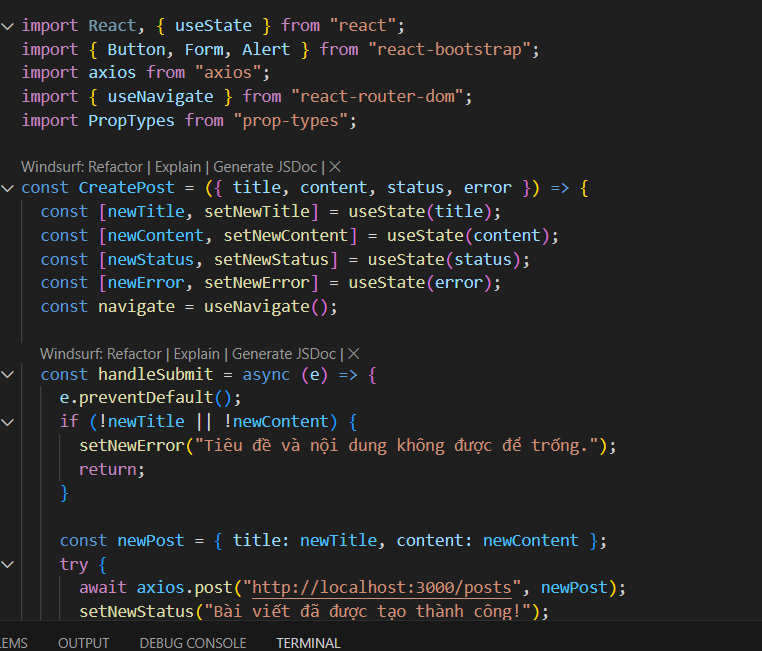 import React, { useState } from "react";
import { Button, Form, Alert } from "react-bootstrap";
import axios from "axios";
import { useNavigate } from "react-router-dom";
import PropTypes from "prop-types";
Windsurf: Refactor | Explain | Generate JSDoc | ×
const CreatePost = ({ title, content, status, error }) => {
const [newTitle, setNewTitle] = useState(title);
const [newContent, setNewContent] = useState(content);
const [newStatus, setNewStatus] = useState(status);
const [newError, setNewError] = useState(error);
const navigate = useNavigate();
Windsurf: Refactor | Explain | Generate JSDoc | ×
const handleSubmit = async (e) => {
e.preventDefault();
if (!newTitle || !newContent) {
setNewError("Tiêu đề và nội dung không được để trống.");
return;
}
const newPost = { title: newTitle, content: newContent };
try {
await axios.post("http://localhost:3000/posts", newPost);
setNewStatus("Bài viết đã được tạo thành công!");
LEMS OUTPUT DEBUG CONSOLE TERMINAL